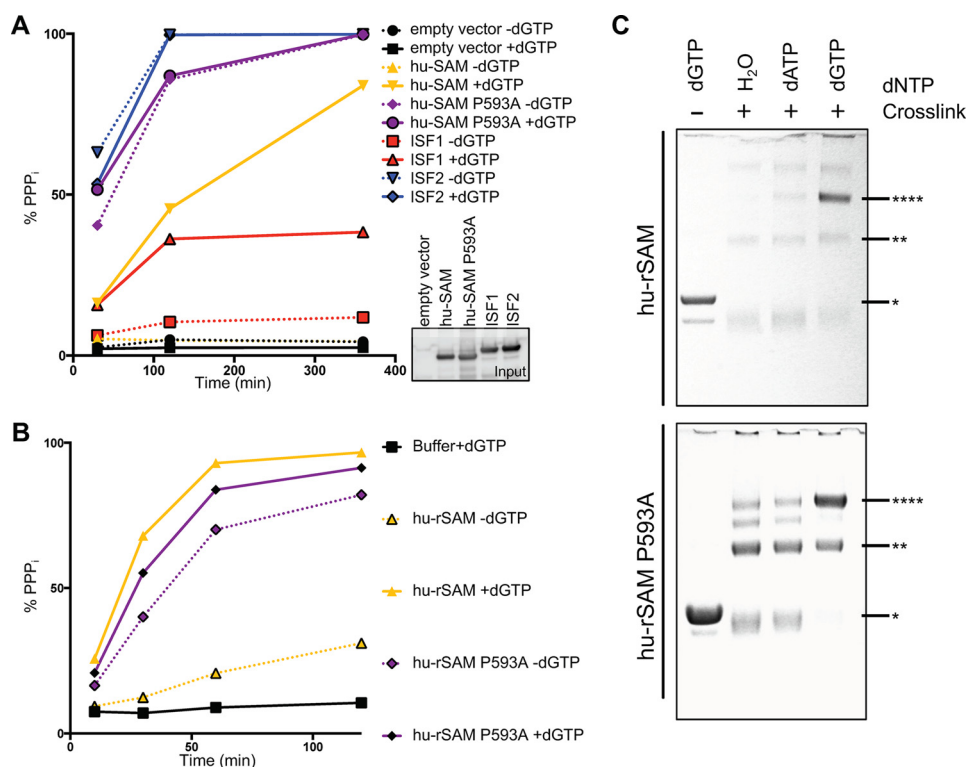 A
% PPPi
100
50
0
0
100
200
300
400
Time (min)
empty vector -dGTP
empty vector +dGTP
hu-SAM -dGTP
hu-SAM +dGTP
hu-SAM P593A -dGTP
hu-SAM P593A +dGTP
ISF1 -dGTP
ISF1 +dGTP
ISF2 -dGTP
ISF2 +dGTP
empty vector
hu-SAM
hu-SAM P593A
ISF1
ISF2
Input
B
% PPPi
100
50
0
0
50
100
Time (min)
Buffer+dGTP
hu-rSAM -dGTP
hu-rSAM +dGTP
hu-rSAM P593A -dGTP
hu-rSAM P593A +dGTP
C
dGTP
H2O
dATP
dGTP
dNTP
– + + + Crosslink
hu-rSAM
****
**
*
hu-rSAM P593A
****
**
*